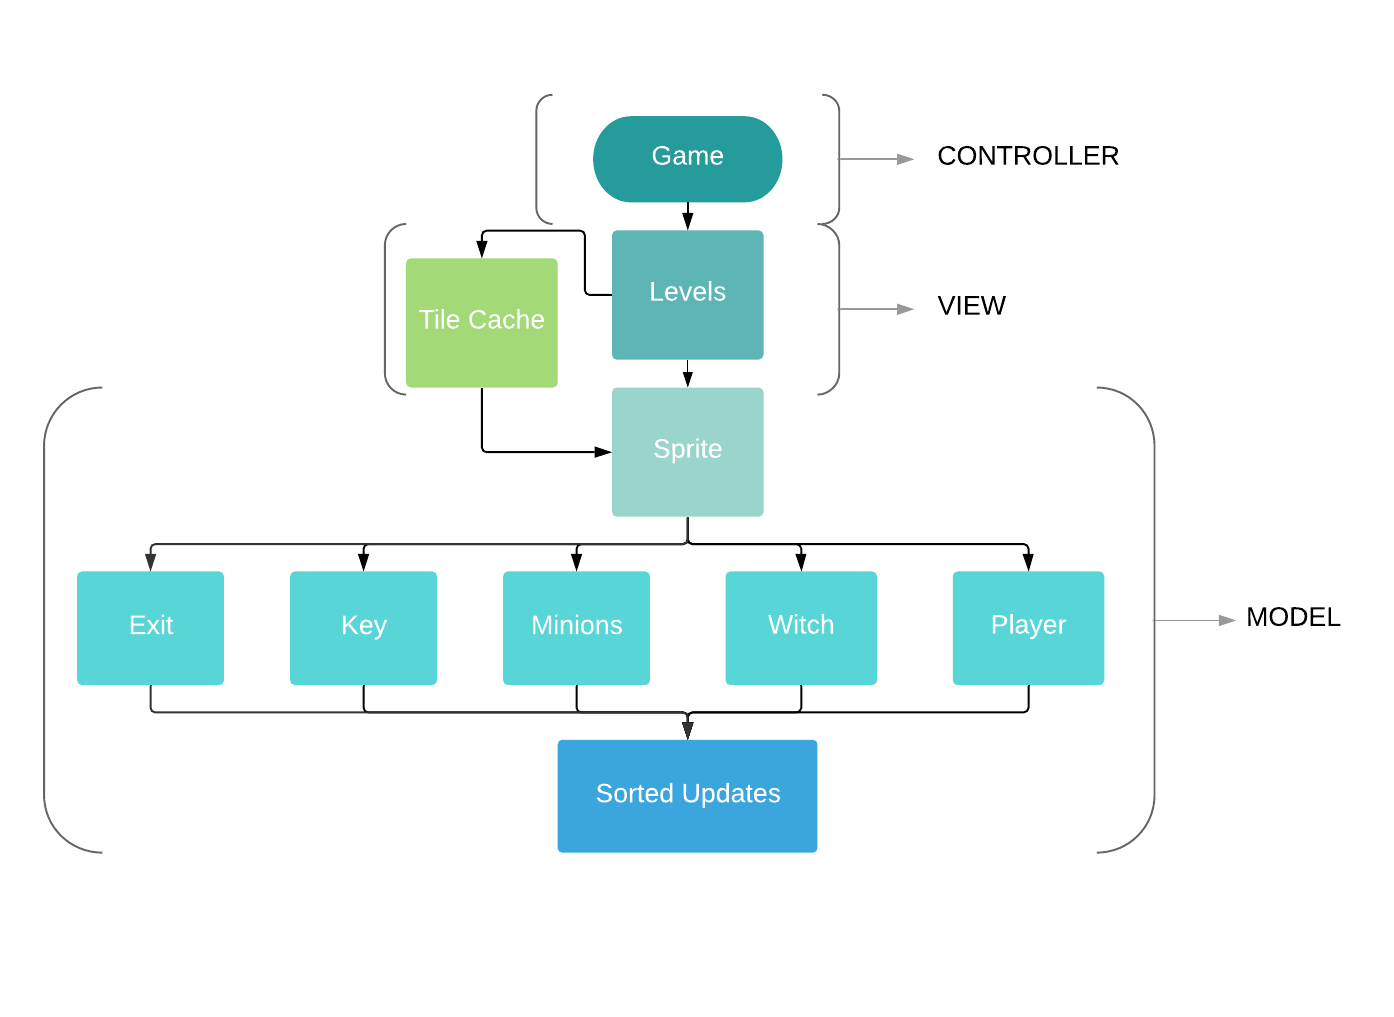 Game
CONTROLLER
Levels
VIEW
Tile Cache
Sprite
Exit
Key
Minions
Witch
Player
MODEL
Sorted Updates